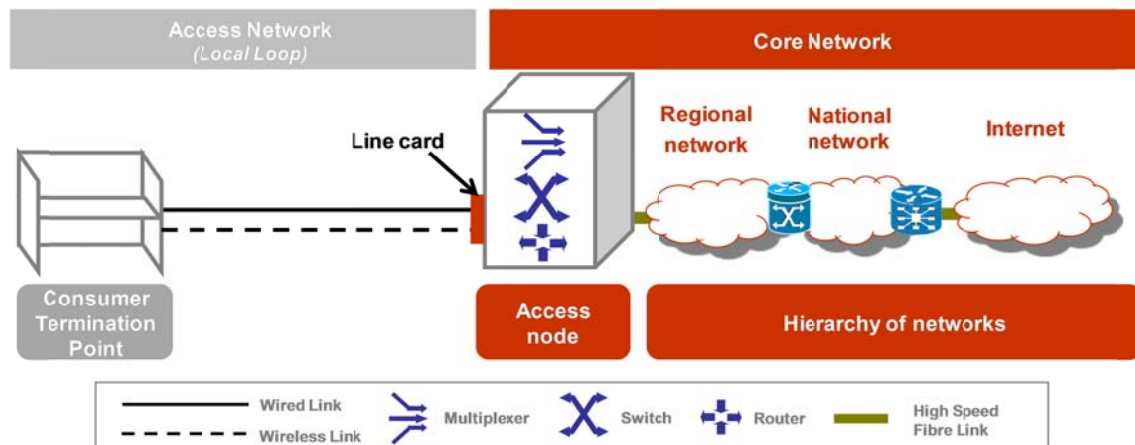 Access Network
(Local Loop)
Core Network
Line card
Regional
network
National
network
Internet
Consumer
Termination
Point
Access
node
Hierarchy of networks
Wired Link
Wireless Link
Multiplexer
Switch
Router
High Speed
Fibre Link